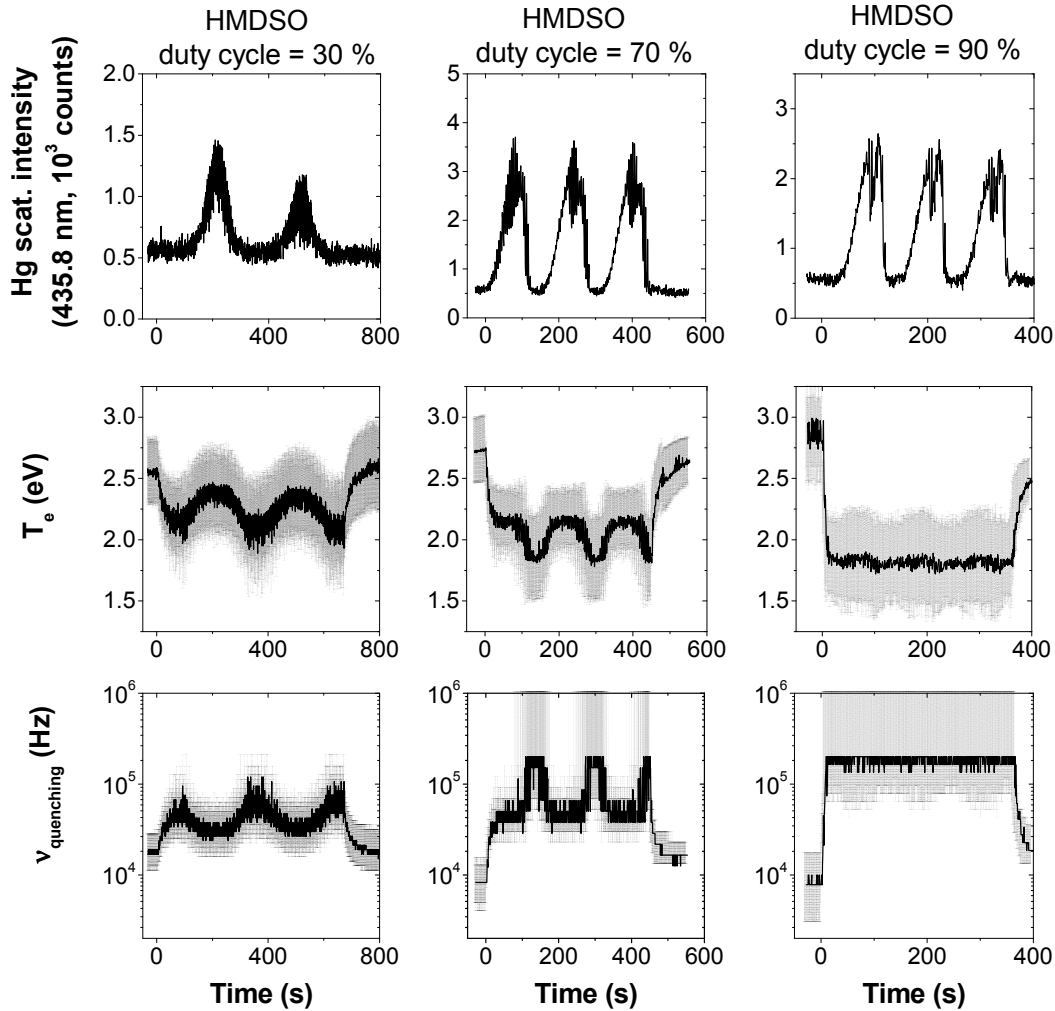 HMDSO
duty cycle = 30 %
HMDSO
duty cycle = 70 %
HMDSO
duty cycle = 90 %
Hg scat. intensity
(435.8 nm, 10³ counts)
2.0
1.5
1.0
0.5
0.0
0 400 800
5
4
3
2
1
0
0 200 400 600
3
2
1
0
0 200 400
Tₑ (eV)
3.0
2.5
2.0
1.5
0 400 800
3.0
2.5
2.0
1.5
0 200 400 600
3.0
2.5
2.0
1.5
0 200 400
ν quenching (Hz)
10⁶
10⁵
10⁴
0 400 800
10⁶
10⁵
10⁴
0 200 400 600
10⁶
10⁵
10⁴
0 200 400
Time (s)
Time (s)
Time (s)